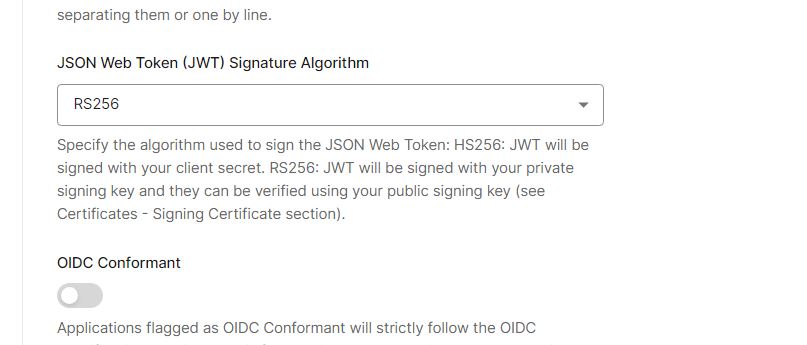 separating them or one by line.
JSON Web Token (JWT) Signature Algorithm
RS256
Specify the algorithm used to sign the JSON Web Token: HS256: JWT will be
signed with your client secret. RS256: JWT will be signed with your private
signing key and they can be verified using your public signing key (see
Certificates - Signing Certificate section).
OIDC Conformant
Applications flagged as OIDC Conformant will strictly follow the OIDC